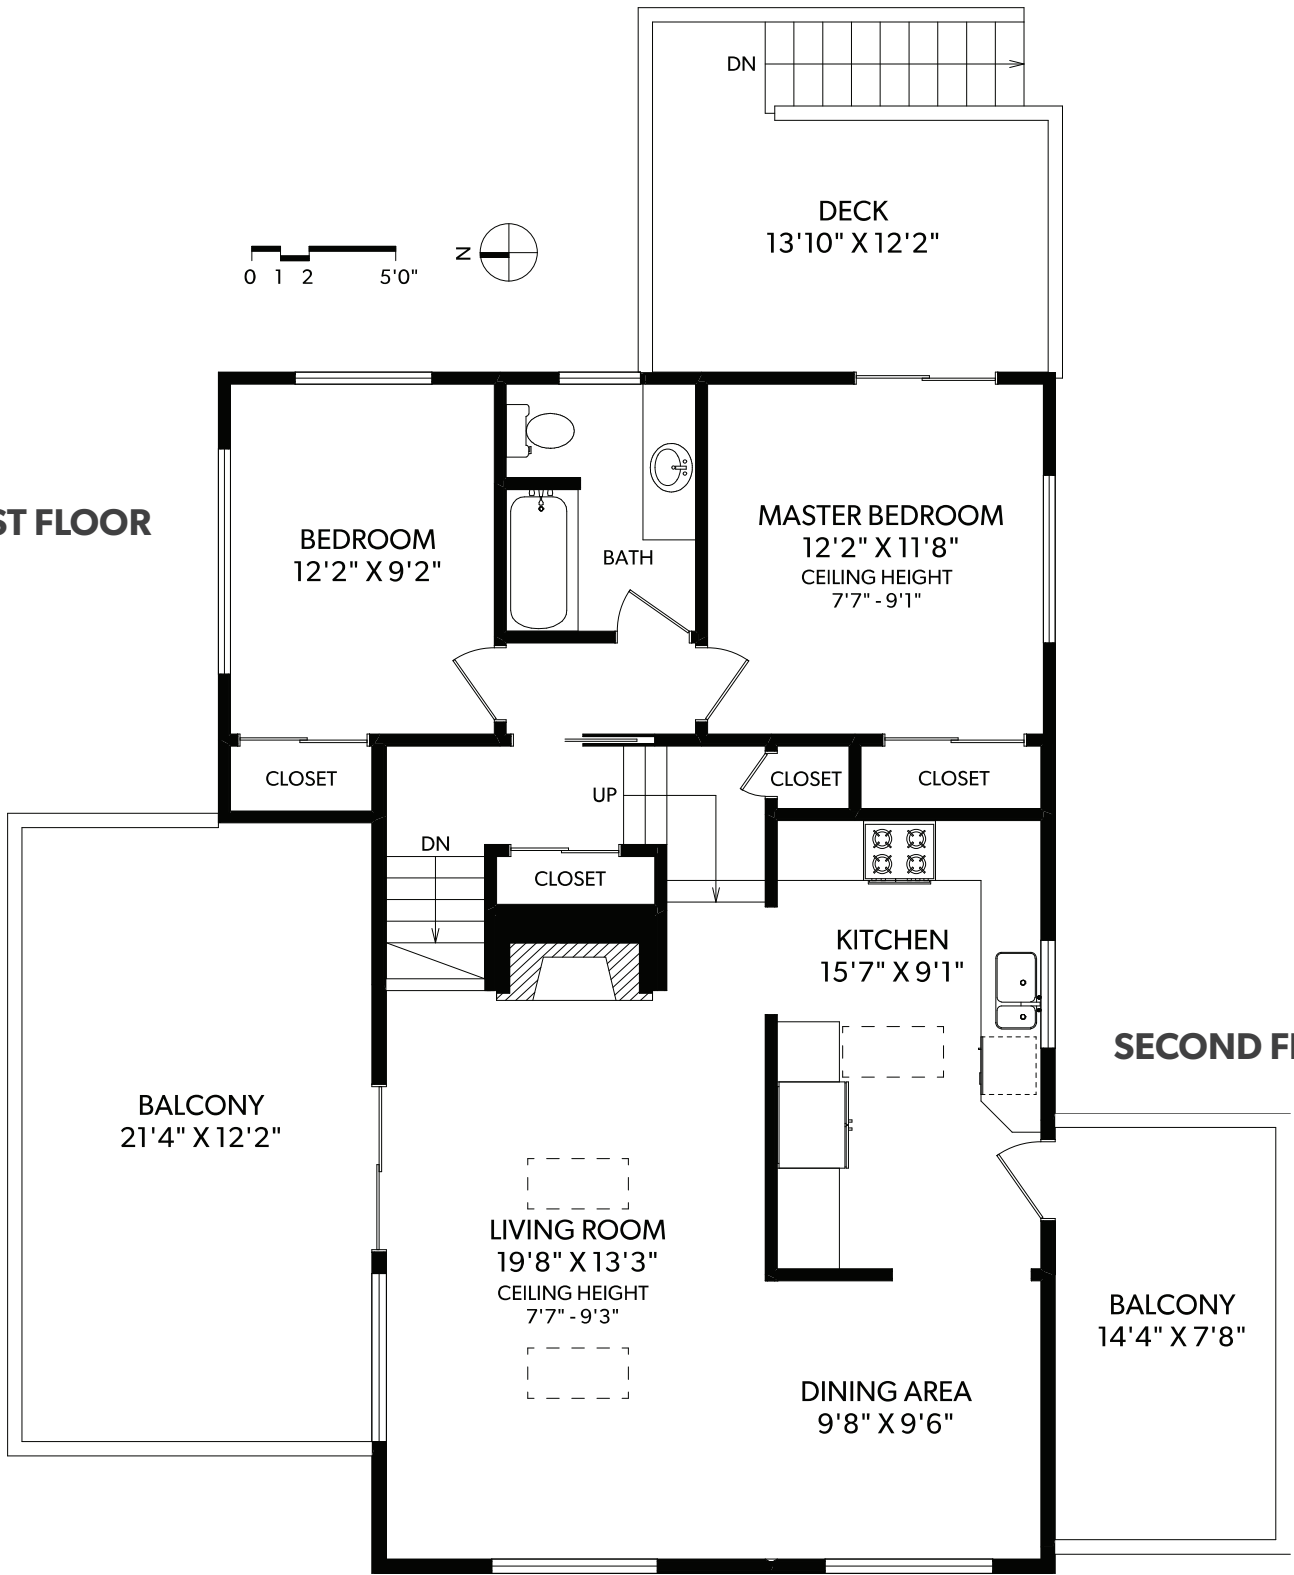 DN
DECK
13'10" X 12'2"
N
0 1 2 5'0"
ST FLOOR
BEDROOM
12'2" X 9'2"
BATH
MASTER BEDROOM
12'2" X 11'8"
CEILING HEIGHT
7'7" - 9'1"
CLOSET
UP
CLOSET
CLOSET
DN
CLOSET
KITCHEN
15'7" X 9'1"
SECOND FL
BALCONY
21'4" X 12'2"
LIVING ROOM
19'8" X 13'3"
CEILING HEIGHT
7'7" - 9'3"
BALCONY
14'4" X 7'8"
DINING AREA
9'8" X 9'6"